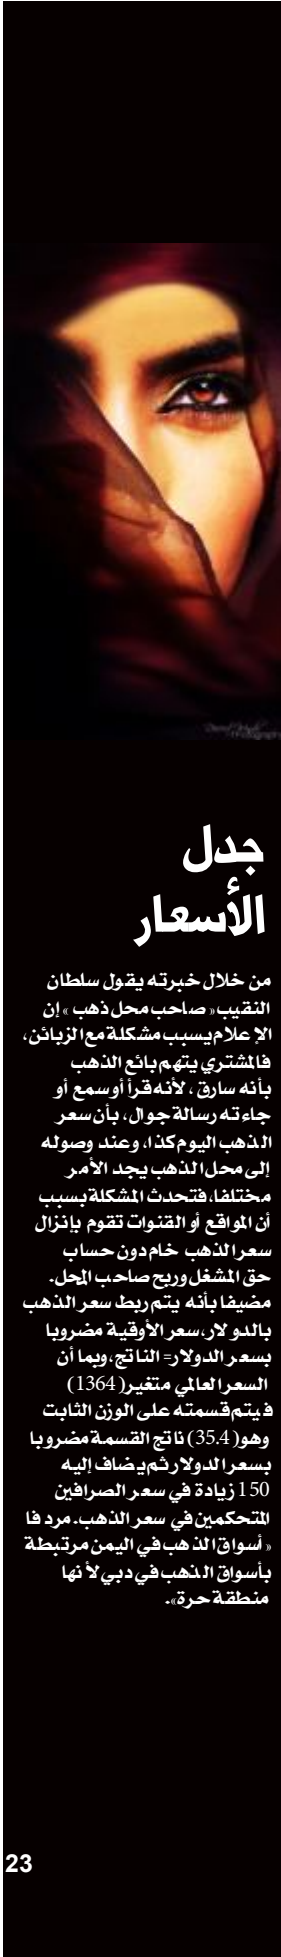 جدل
الأسعار
من خلال خبرته يقول سلطان
النقيب« صاحب محل ذهب » إن
الإعلام يسبب مشكلة مع الزبائن،
فالمشتري يتهم بائع الذهب
بأنه سارق ، لأنه قرأ أوسمع أو
جاءته رسالة جوال، بأن سعر
الذهب اليوم كذا، وعند وصوله
إلى محل الذهب يجد الأمر
مختلفا، فتحدث المشكلة بسبب
أن المواقع أو القنوات تقوم بإنزال
سعر الذهب خام دون حساب
حق المشغل وربح صاحب المحل.
مضيفا بأنه يتم ربط سعر الذهب
بالدولار، سعر الأوقية مضروبا
بسعر الدولار= الناتج، وبما أن
السعر العالمي متغير( 1364)
فيتم قسمته على الوزن الثابت
وهو( 35.4) ناتج القسمة مضروبا
بسعر الدولار ثم يضاف إليه
150 زيادة في سعر الصرافين
المتحكمين في سعر الذهب. مردفا
« أسواق الذهب في اليمن مرتبطة
بأسواق الذهب في دبي لأنها
منطقة حرة».
23